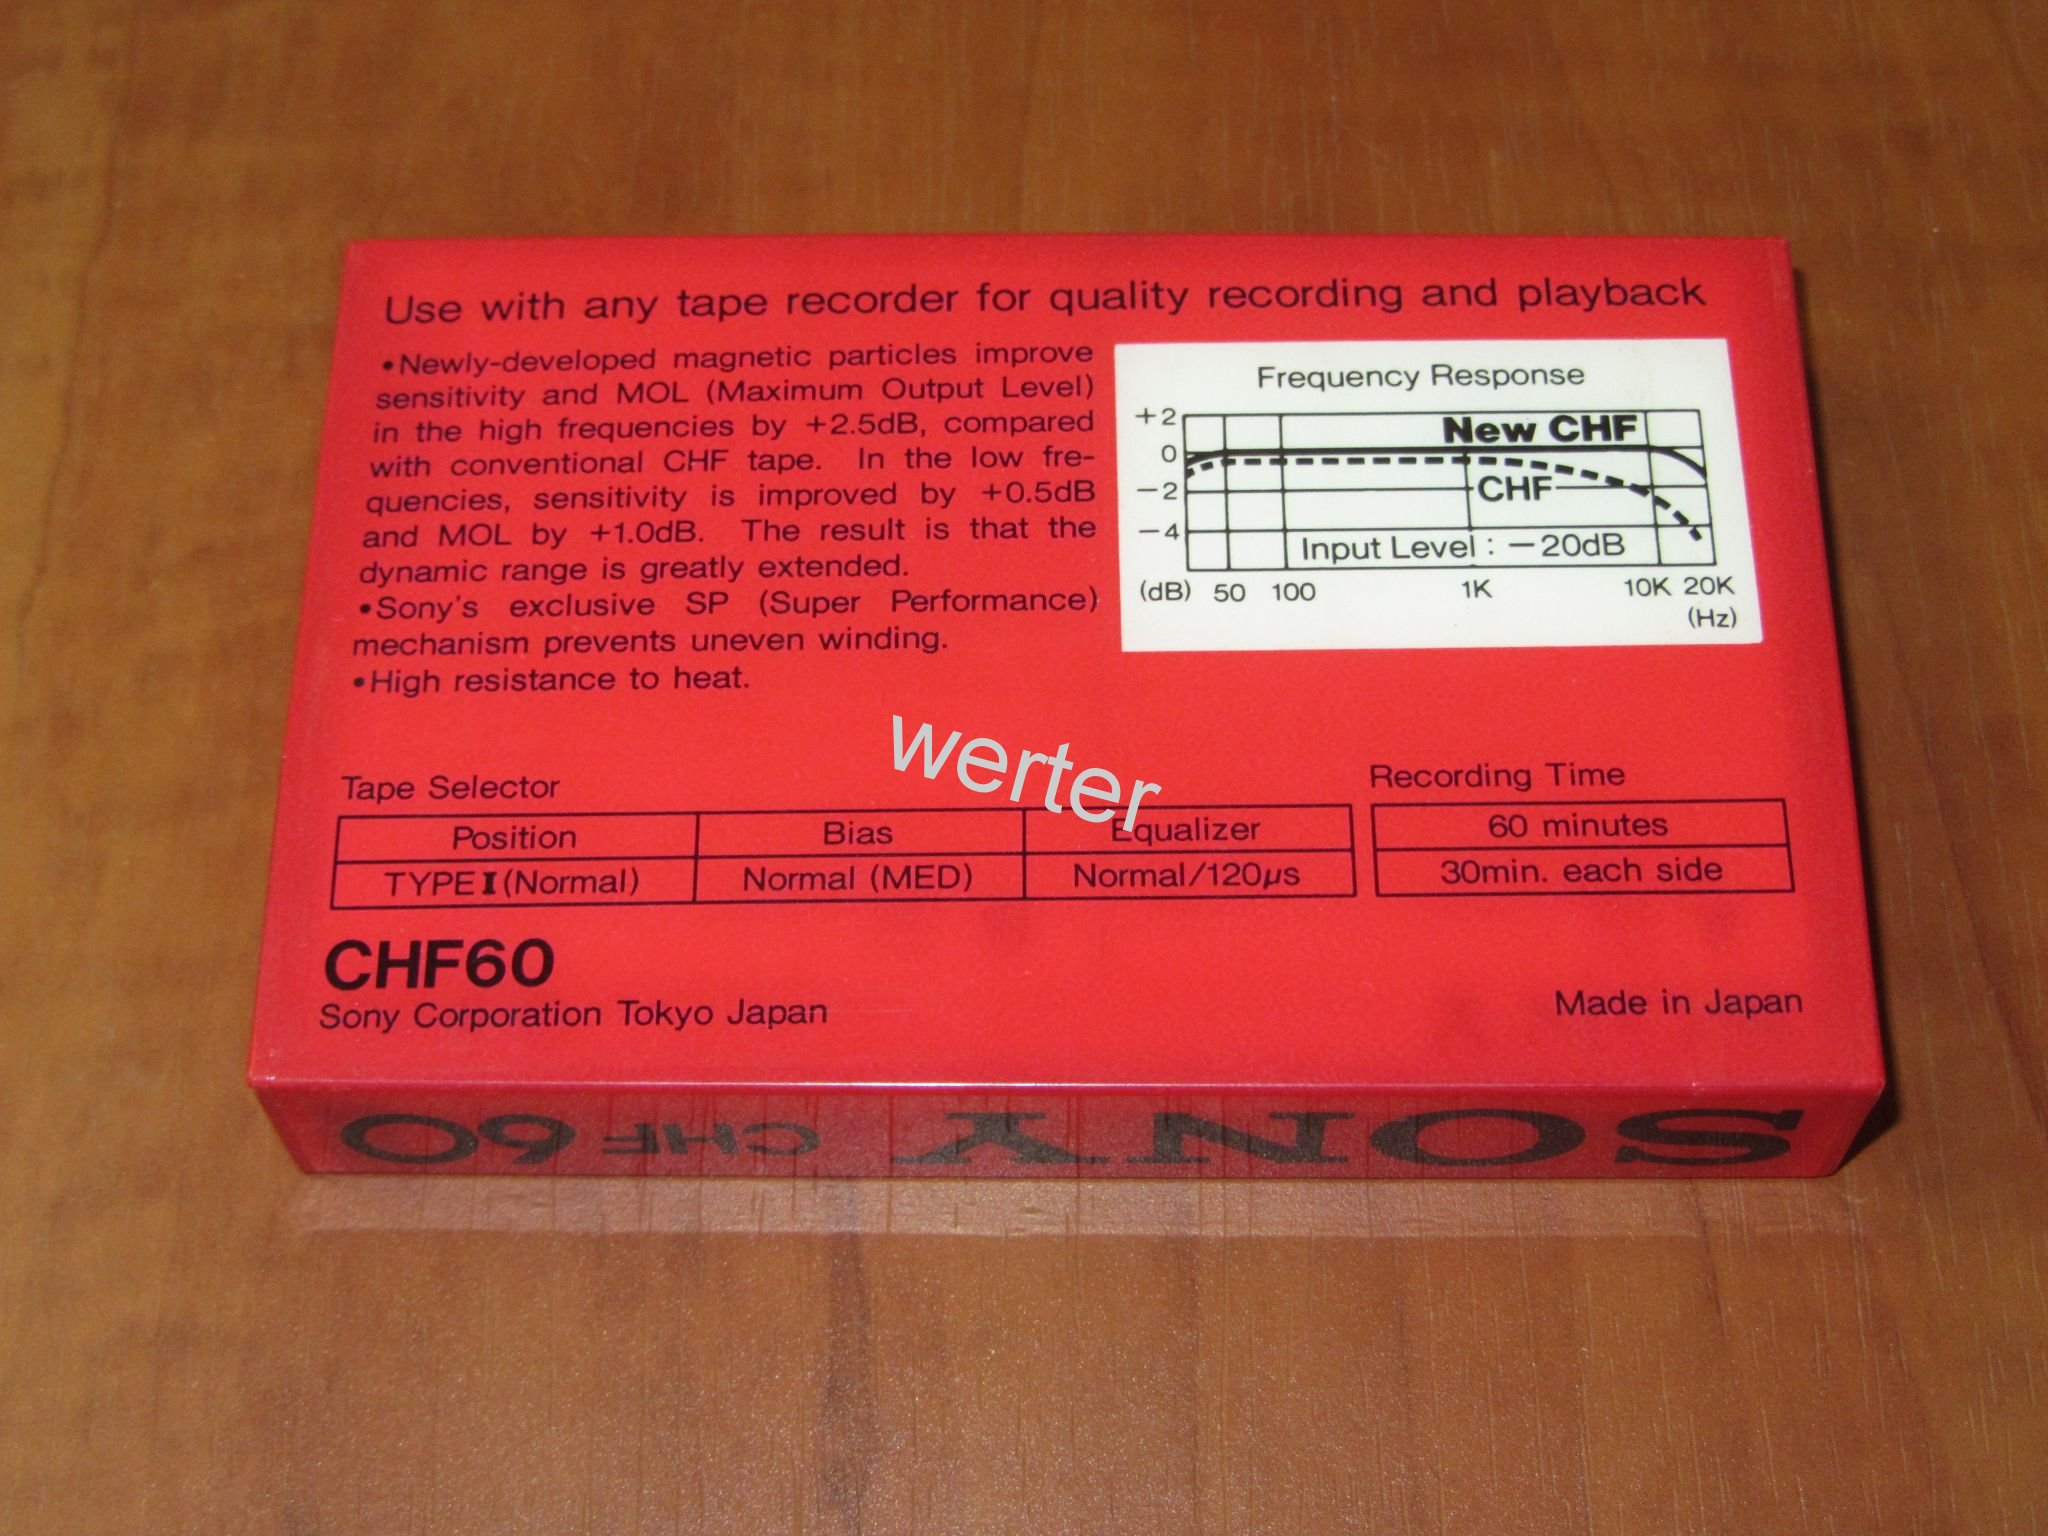 Use with any tape recorder for quality recording and playback
•Newly-developed magnetic particles improve
sensitivity and MOL (Maximum Output Level)
in the high frequencies by +2.5dB, compared
with conventional CHF tape. In the low fre-
quencies, sensitivity is improved by +0.5dB
and MOL by +1.0dB. The result is that the
dynamic range is greatly extended.
•Sony's exclusive SP (Super Performance)
mechanism prevents uneven winding.
•High resistance to heat.
Frequency Response
+2
New CHF
0
−2
CHF
−4
Input Level : −20dB
(dB) 50 100 1K 10K 20K
(Hz)
werter
Tape Selector
Position Bias Equalizer
TYPE I (Normal) Normal (MED) Normal/120μs
Recording Time
60 minutes
30min. each side
CHF60
Sony Corporation Tokyo Japan
Made in Japan
SONY CHF 60